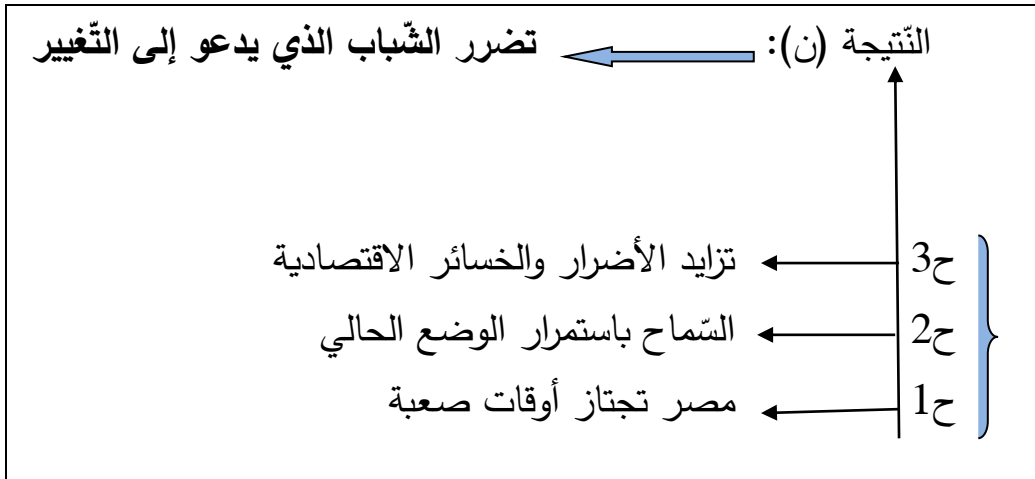 النّتيجة (ن): تضرر الشّباب الذي يدعو إلى التّغيير
ح3 تزايد الأضرار والخسائر الاقتصادية
ح2 السّماح باستمرار الوضع الحالي
ح1 مصر تجتاز أوقات صعبة